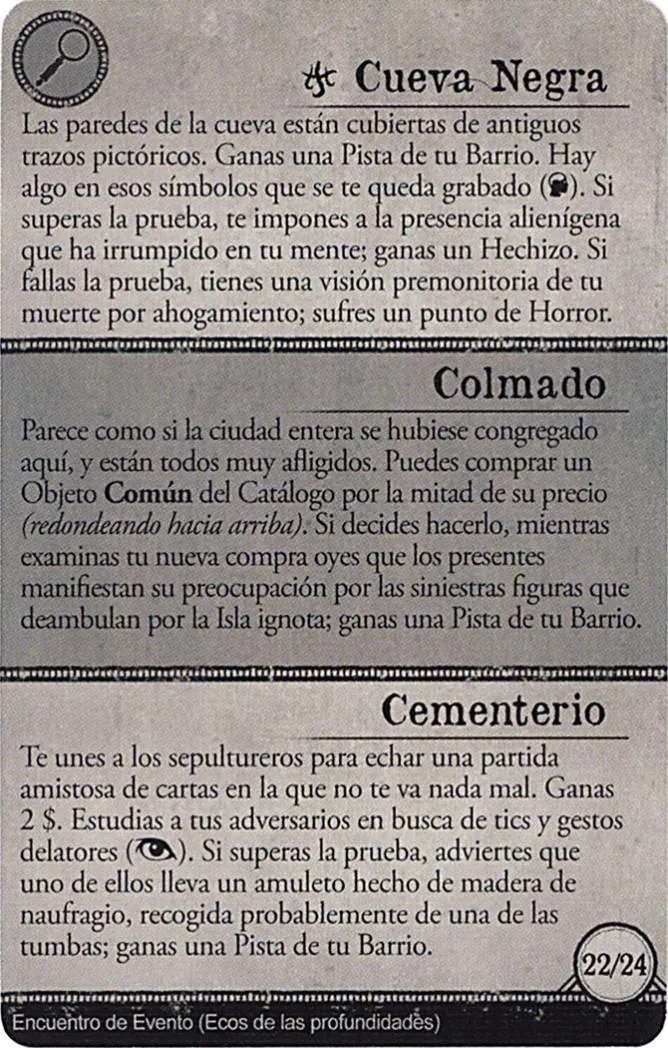 Cueva Negra
Las paredes de la cueva están cubiertas de antiguos
trazos pictóricos. Ganas una Pista de tu Barrio. Hay
algo en esos símbolos que se te queda grabado (). Si
superas la prueba, te impones a la presencia alienígena
que ha irrumpido en tu mente; ganas un Hechizo. Si
fallas la prueba, tienes una visión premonitoria de tu
muerte por ahogamiento; sufres un punto de Horror.
Colmado
Parece como si la ciudad entera se hubiese congregado
aquí, y están todos muy afligidos. Puedes comprar un
Objeto Común del Catálogo por la mitad de su precio
(redondeando hacia arriba). Si decides hacerlo, mientras
examinas tu nueva compra oyes que los presentes
manifiestan su preocupación por las siniestras figuras que
deambulan por la Isla ignota; ganas una Pista de tu Barrio.
Cementerio
Te unes a los sepultureros para echar una partida
amistosa de cartas en la que no te va nada mal. Ganas
2 $. Estudias a tus adversarios en busca de tics y gestos
delatores (). Si superas la prueba, adviertes que
uno de ellos lleva un amuleto hecho de madera de
naufragio, recogida probablemente de una de las
tumbas; ganas una Pista de tu Barrio.
22/24
Encuentro de Evento (Ecos de las profundidades)